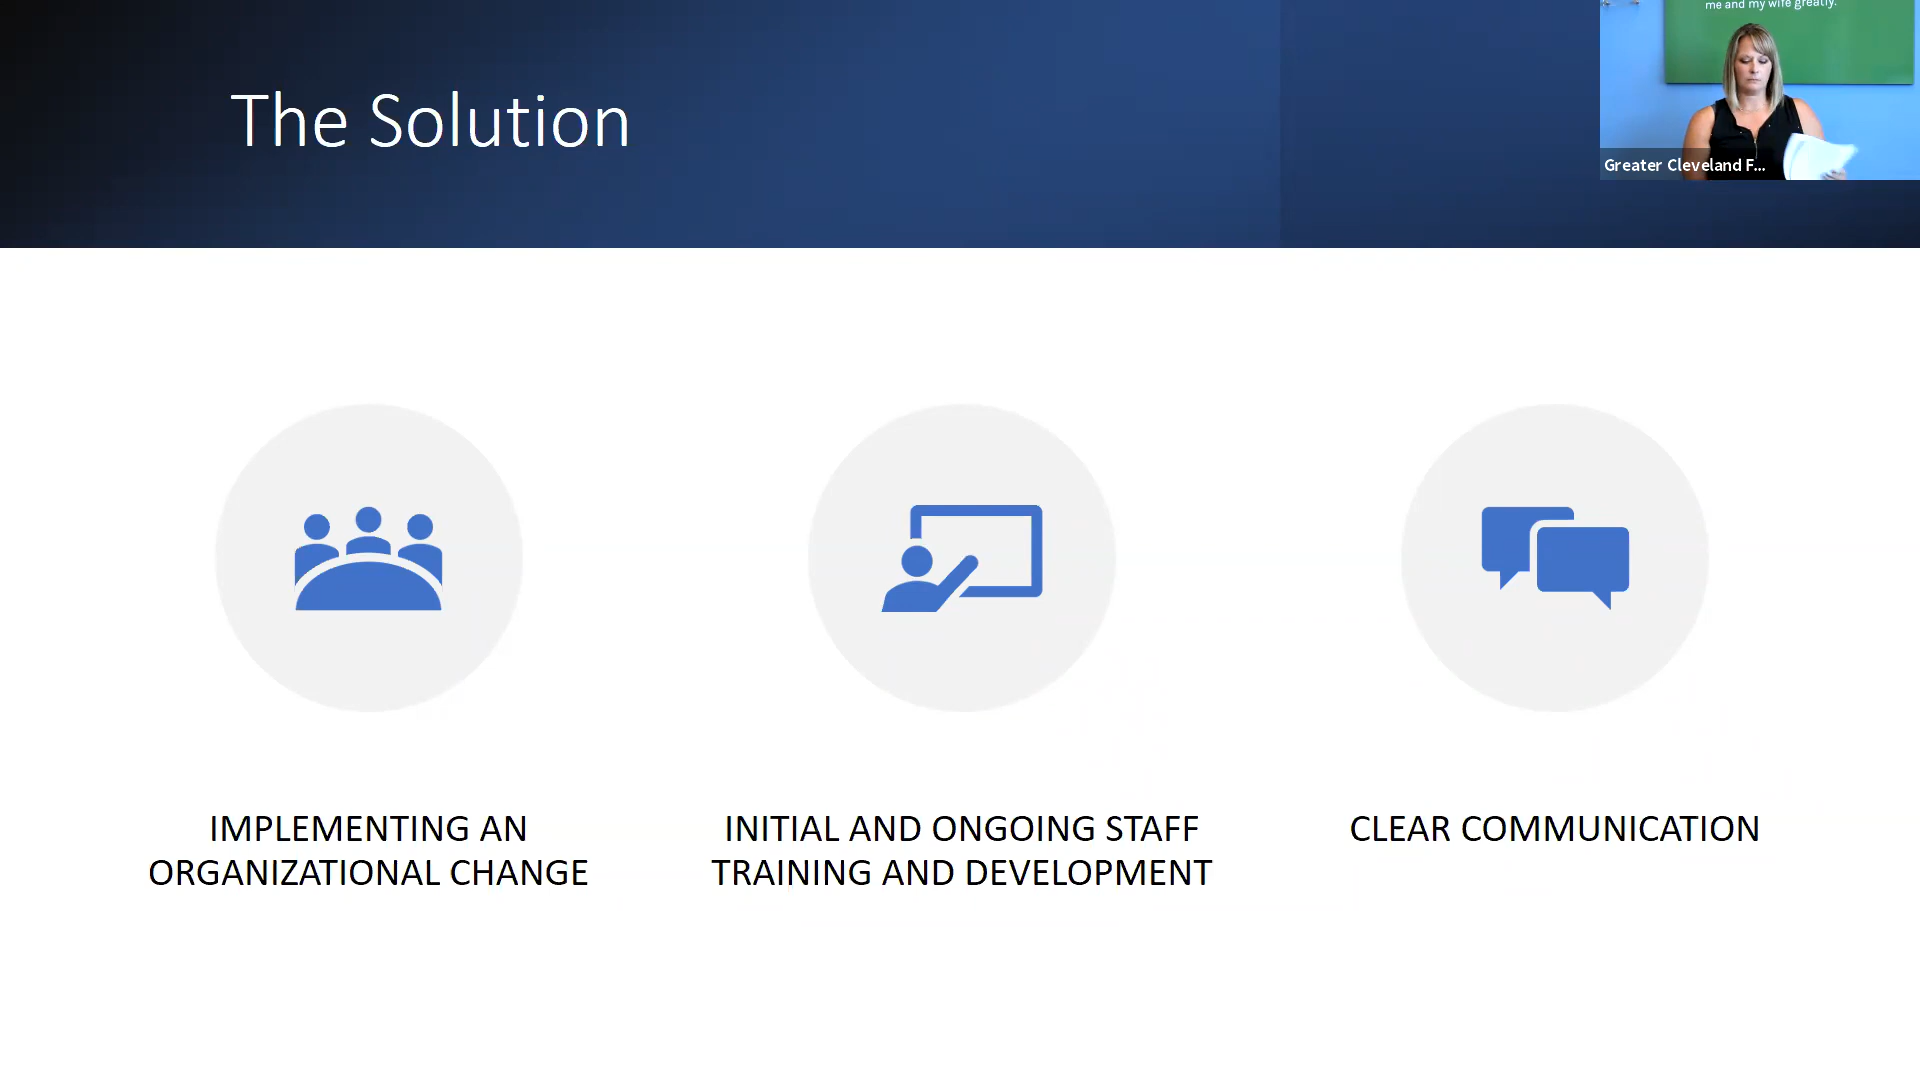 me and my wife greatly.
The Solution
Greater Cleveland F...
IMPLEMENTING AN
ORGANIZATIONAL CHANGE
INITIAL AND ONGOING STAFF
TRAINING AND DEVELOPMENT
CLEAR COMMUNICATION